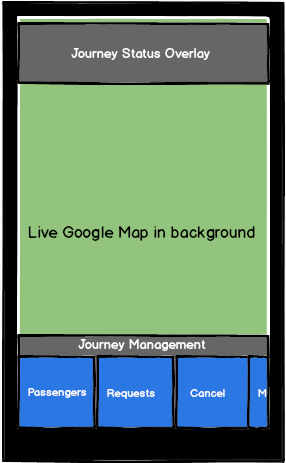 Journey Status Overlay
Live Google Map in background
Journey Management
Passengers
Requests
Cancel
M